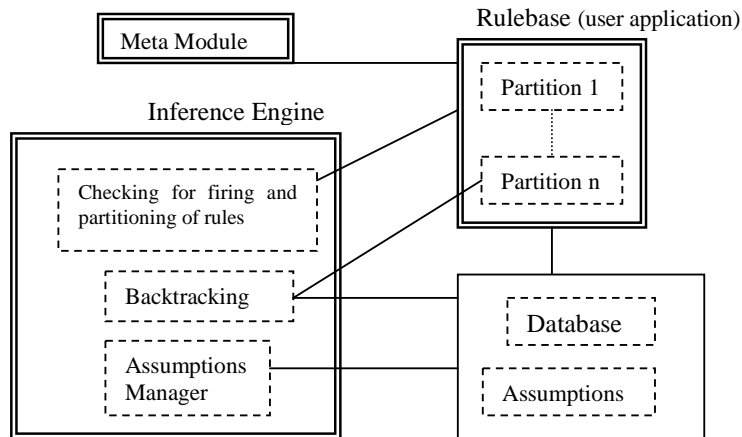 Rulebase (user application)
Meta Module
Partition 1
Inference Engine
Partition n
Checking for firing and
partitioning of rules
Backtracking
Database
Assumptions
Manager
Assumptions